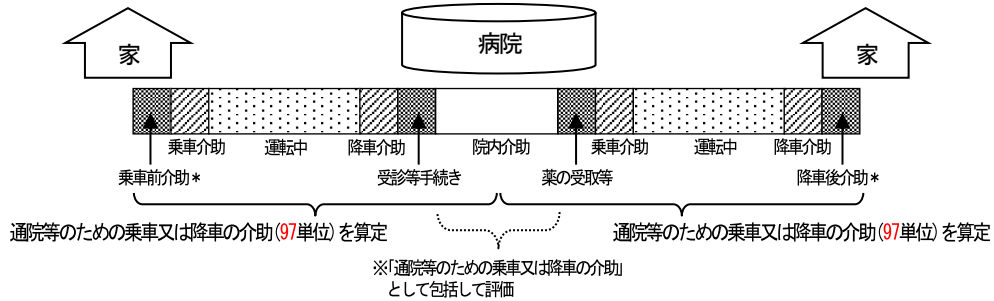 家
病院
家
乗車介助
運転中
降車介助
院内介助
乗車介助
運転中
降車介助
乗車前介助＊
受診等手続き
薬の受取等
降車後介助＊
通院等のための乗車又は降車の介助（97単位）を算定
通院等のための乗車又は降車の介助（97単位）を算定
※「通院等のための乗車又は降車の介助」
として包括して評価